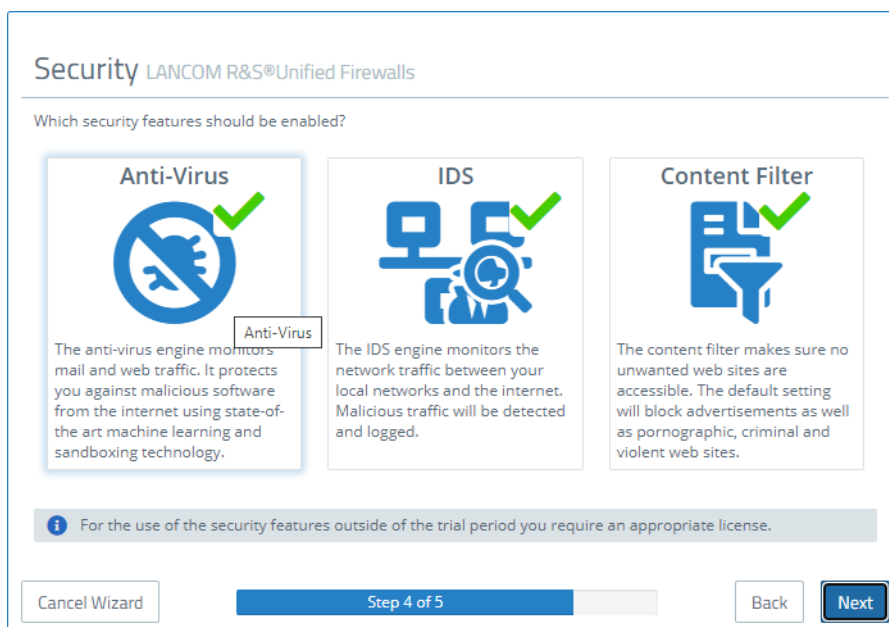 Security LANCOM R&S®Unified Firewalls
Which security features should be enabled?
Anti-Virus
IDS
Content Filter
Anti-Virus
The anti-virus engine monitors
mail and web traffic. It protects
you against malicious software
from the internet using state-of-
the art machine learning and
sandboxing technology.
The IDS engine monitors the
network traffic between your
local networks and the internet.
Malicious traffic will be detected
and logged.
The content filter makes sure no
unwanted web sites are
accessible. The default setting
will block advertisements as well
as pornographic, criminal and
violent web sites.
For the use of the security features outside of the trial period you require an appropriate license.
Cancel Wizard
Step 4 of 5
Back
Next